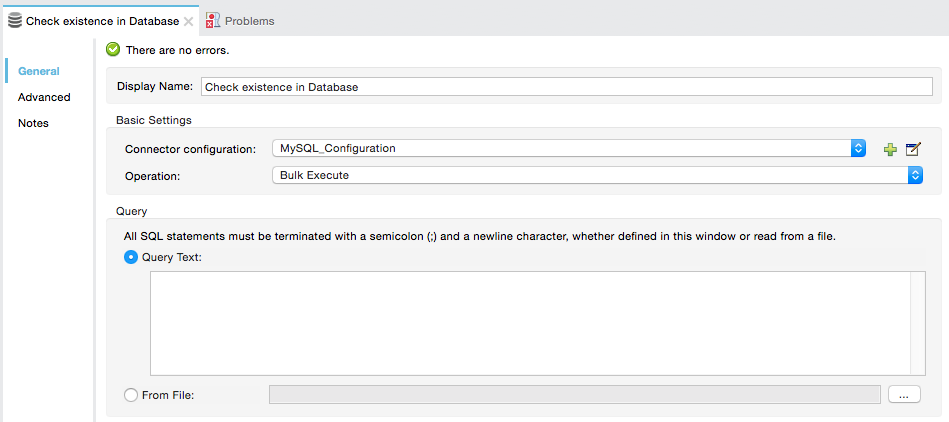 Check existence in Database
Problems
There are no errors.
General
Advanced
Notes
Display Name: Check existence in Database
Basic Settings
Connector configuration: MySQL_Configuration
Operation: Bulk Execute
Query
All SQL statements must be terminated with a semicolon (;) and a newline character, whether defined in this window or read from a file.
Query Text:
From File: ...